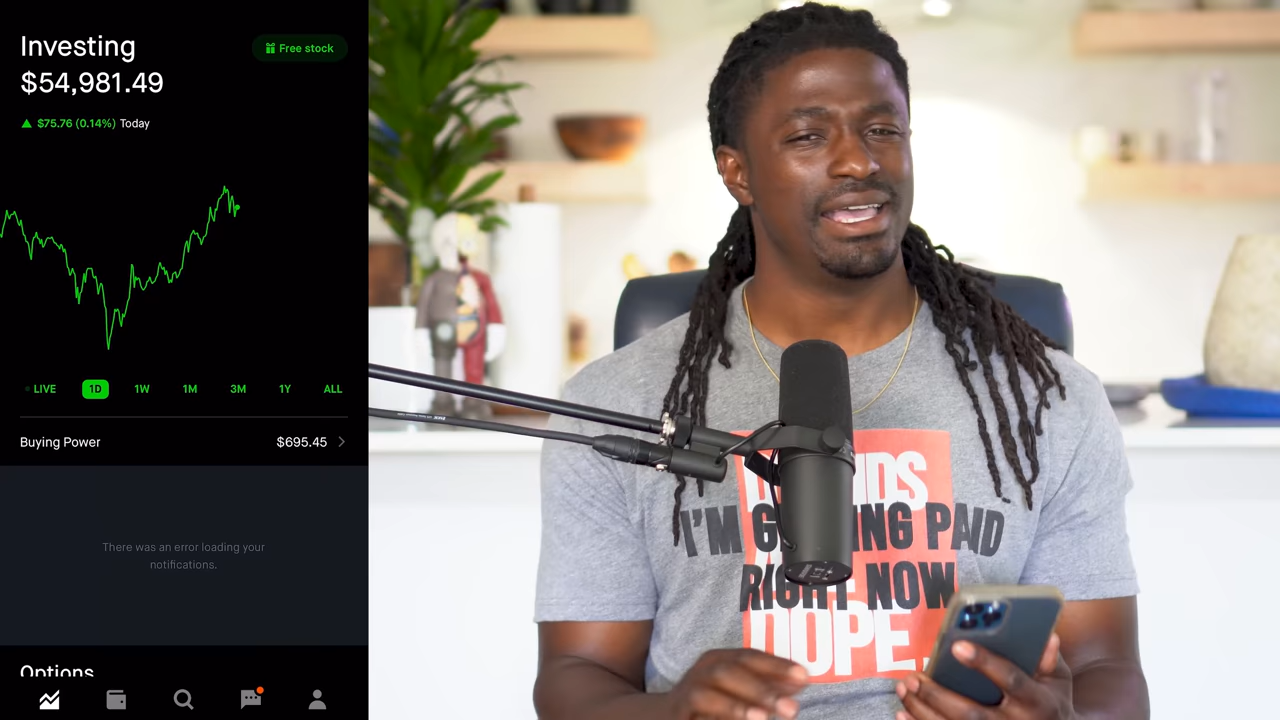 Investing
Free stock
$54,981.49
▲ $75.76 (0.14%) Today
LIVE 1D 1W 1M 3M 1Y ALL
Buying Power $695.45
There was an error loading your
notifications.
Options
I'M PAID
RIGHT NOW
DOPE.